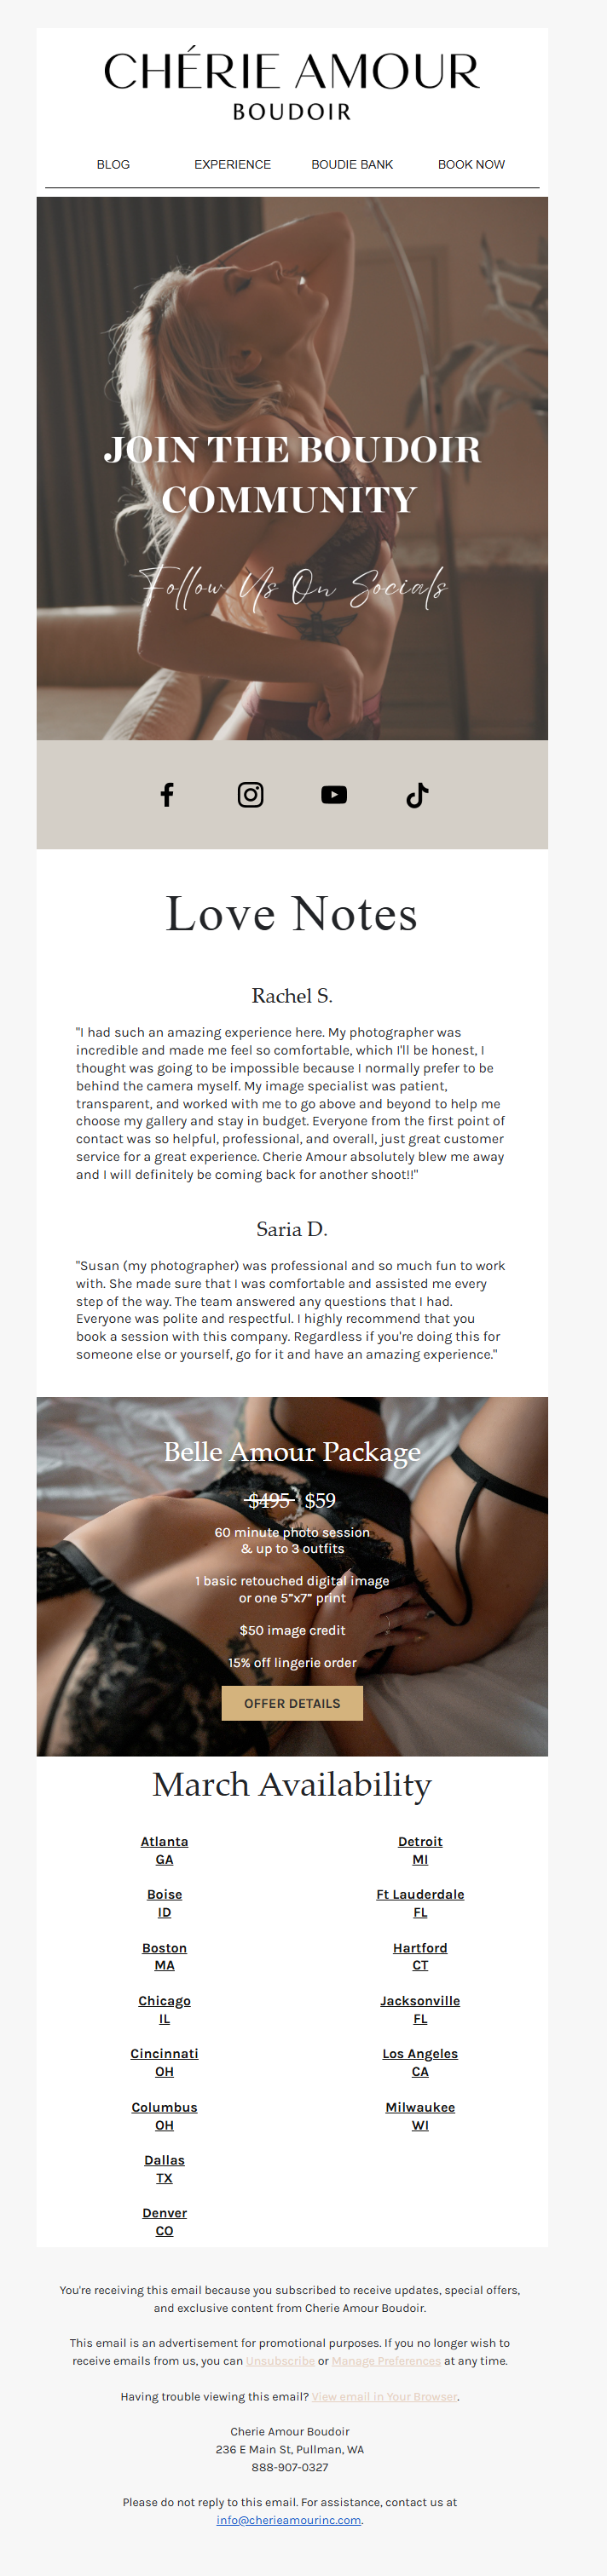 CHÉRIE AMOUR
BOUDOIR
BLOG EXPERIENCE BOUDIE BANK BOOK NOW
JOIN THE BOUDOIR
COMMUNITY
Follow Us On Socials
Love Notes
Rachel S.
"I had such an amazing experience here. My photographer was
incredible and made me feel so comfortable, which I'll be honest, I
thought was going to be impossible because I normally prefer to be
behind the camera myself. My image specialist was patient,
transparent, and worked with me to go above and beyond to help me
choose my gallery and stay in budget. Everyone from the first point of
contact was so helpful, professional, and overall, just great customer
service for a great experience. Cherie Amour absolutely blew me away
and I will definitely be coming back for another shoot!!"
Saria D.
"Susan (my photographer) was professional and so much fun to work
with. She made sure that I was comfortable and assisted me every
step of the way. The team answered any questions that I had.
Everyone was polite and respectful. I highly recommend that you
book a session with this company. Regardless if you're doing this for
someone else or yourself, go for it and have an amazing experience."
Belle Amour Package
$495 $59
60 minute photo session
& up to 3 outfits
1 basic retouched digital image
or one 5”x7” print
$50 image credit
15% off lingerie order
OFFER DETAILS
March Availability
Atlanta
GA
Boise
ID
Boston
MA
Chicago
IL
Cincinnati
OH
Columbus
OH
Dallas
TX
Denver
CO
Detroit
MI
Ft Lauderdale
FL
Hartford
CT
Jacksonville
FL
Los Angeles
CA
Milwaukee
WI
You're receiving this email because you subscribed to receive updates, special offers,
and exclusive content from Cherie Amour Boudoir.
This email is an advertisement for promotional purposes. If you no longer wish to
receive emails from us, you can Unsubscribe or Manage Preferences at any time.
Having trouble viewing this email? View email in Your Browser.
Cherie Amour Boudoir
236 E Main St, Pullman, WA
888-907-0327
Please do not reply to this email. For assistance, contact us at
info@cherieamourinc.com.